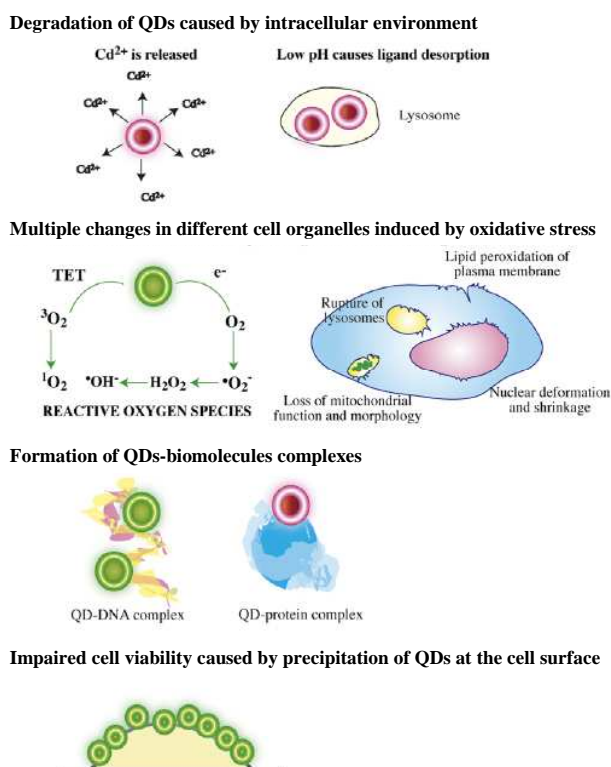 Degradation of QDs caused by intracellular environment
Cd²⁺ is released
Low pH causes ligand desorption
Cd²⁺
Cd²⁺
Cd²⁺
Cd²⁺
Cd²⁺
Cd²⁺
Lysosome
Multiple changes in different cell organelles induced by oxidative stress
TET
e⁻
³O₂
O₂
¹O₂
•OH⁻
H₂O₂
•O₂⁻
REACTIVE OXYGEN SPECIES
Lipid peroxidation of
plasma membrane
Rupture of
lysosomes
Loss of mitochondrial
function and morphology
Nuclear deformation
and shrinkage
Formation of QDs-biomolecules complexes
QD-DNA complex
QD-protein complex
Impaired cell viability caused by precipitation of QDs at the cell surface